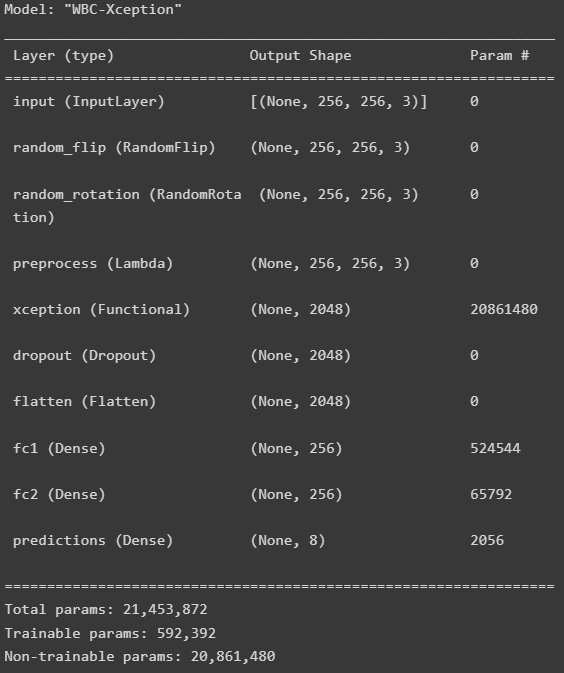 Model: "WBC-Xception"
_________________________________________________________________
Layer (type) Output Shape Param #
=================================================================
input (InputLayer) [(None, 256, 256, 3)] 0
random_flip (RandomFlip) (None, 256, 256, 3) 0
random_rotation (RandomRota (None, 256, 256, 3) 0
tion)
preprocess (Lambda) (None, 256, 256, 3) 0
xception (Functional) (None, 2048) 20861480
dropout (Dropout) (None, 2048) 0
flatten (Flatten) (None, 2048) 0
fc1 (Dense) (None, 256) 524544
fc2 (Dense) (None, 256) 65792
predictions (Dense) (None, 8) 2056
=================================================================
Total params: 21,453,872
Trainable params: 592,392
Non-trainable params: 20,861,480